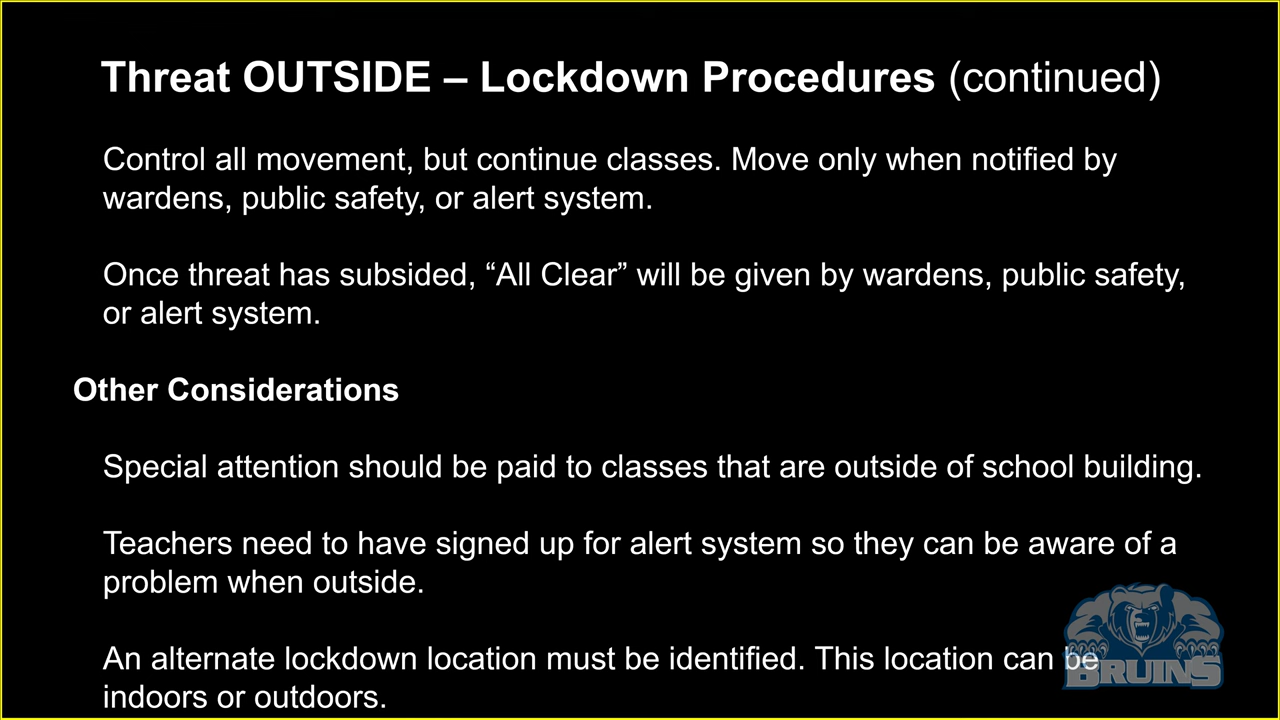 Threat OUTSIDE – Lockdown Procedures (continued)
Control all movement, but continue classes. Move only when notified by
wardens, public safety, or alert system.
Once threat has subsided, “All Clear” will be given by wardens, public safety,
or alert system.
Other Considerations
Special attention should be paid to classes that are outside of school building.
Teachers need to have signed up for alert system so they can be aware of a
problem when outside.
An alternate lockdown location must be identified. This location can be
indoors or outdoors.
BRUINS